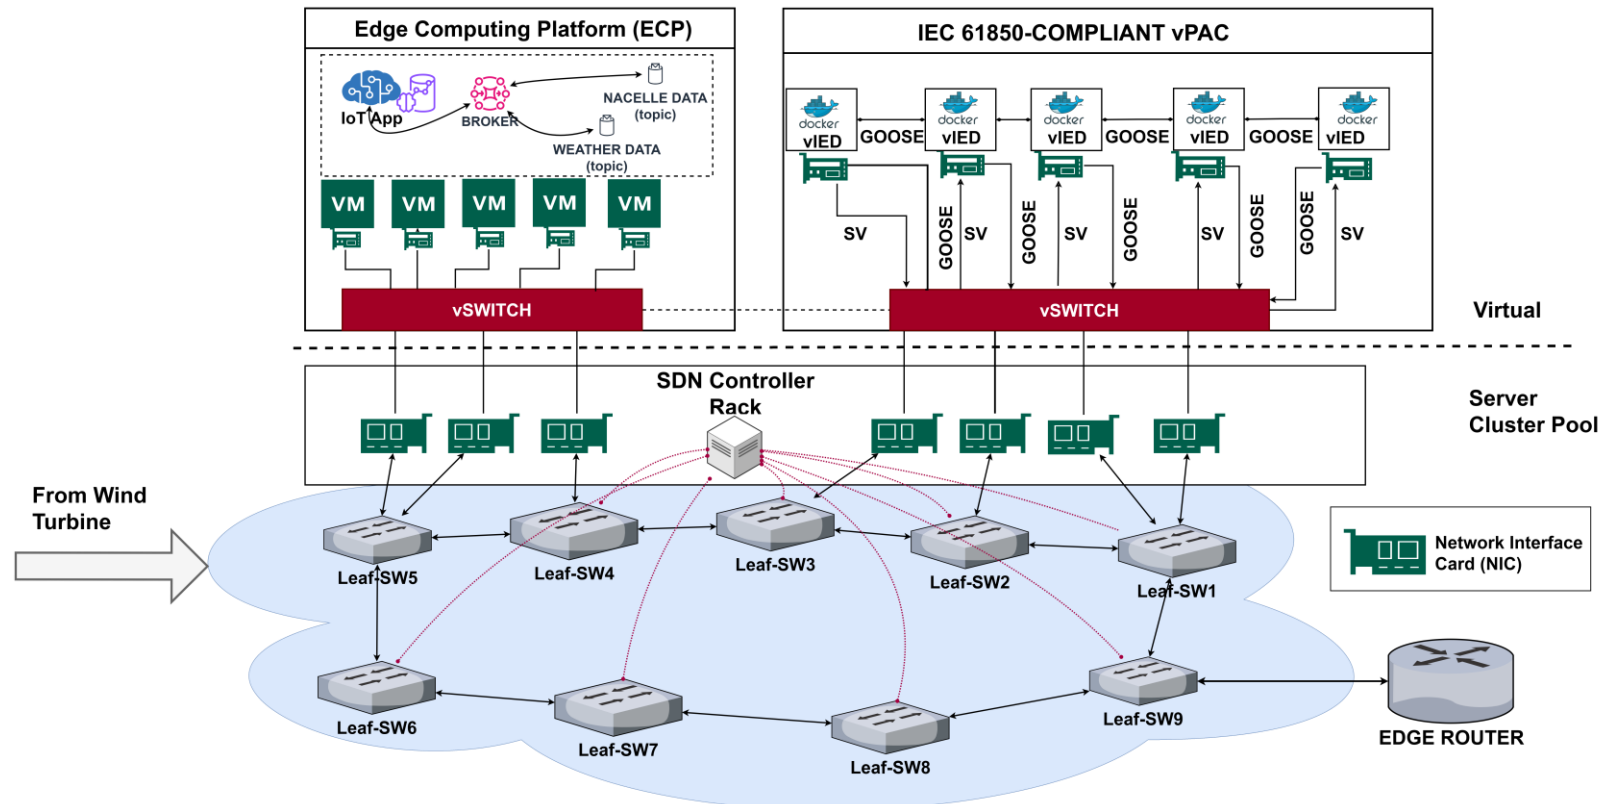 Edge Computing Platform (ECP)
IEC 61850-COMPLIANT vPAC
IoT App
BROKER
NACELLE DATA
(topic)
WEATHER DATA
(topic)
VM
VM
VM
VM
VM
vSWITCH
docker
vIED
docker
vIED
docker
vIED
docker
vIED
docker
vIED
GOOSE
GOOSE
GOOSE
SV
GOOSE
SV
GOOSE
SV
GOOSE
SV
GOOSE
GOOSE
SV
vSWITCH
Virtual
SDN Controller
Rack
Server
Cluster Pool
From Wind
Turbine
Leaf-SW5
Leaf-SW4
Leaf-SW3
Leaf-SW2
Leaf-SW1
Network Interface
Card (NIC)
Leaf-SW6
Leaf-SW7
Leaf-SW8
Leaf-SW9
EDGE ROUTER